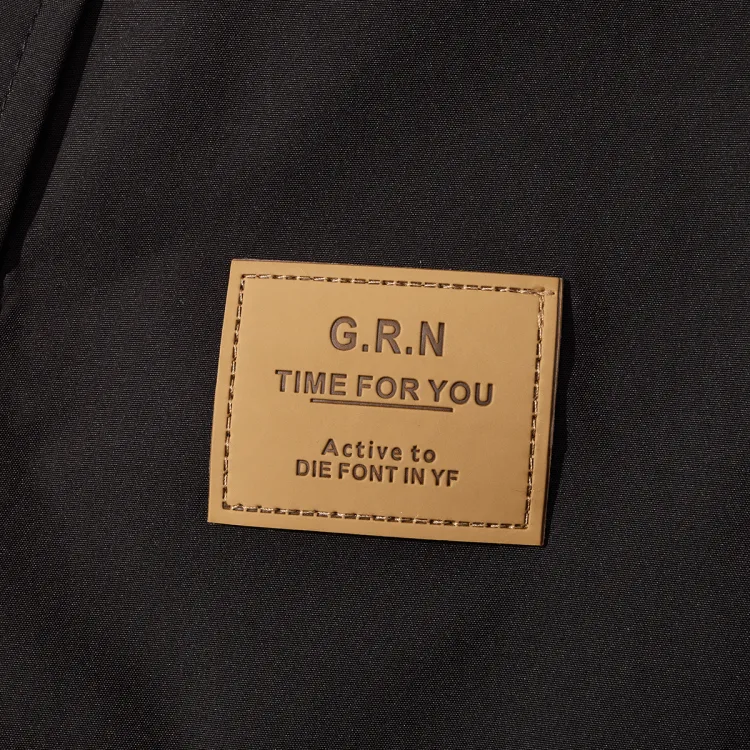 G.R.N
TIME FOR YOU
Active to
DIE FONT IN YF